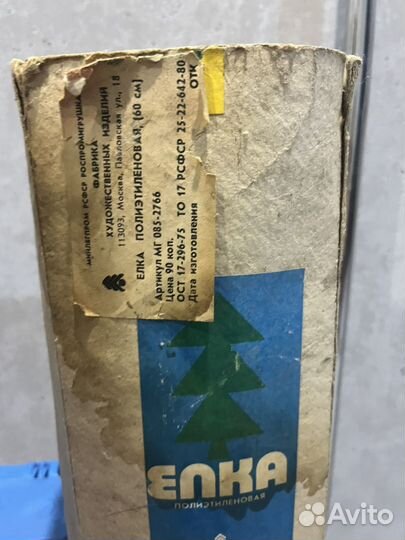 МИНЛЕГПРОМ РСФСР РОСПРОМИГРУШКА
ФАБРИКА
ХУДОЖЕСТВЕННЫХ ИЗДЕЛИЙ
113093, Москва, Павловская ул., 18
ЕЛКА ПОЛИЭТИЛЕНОВАЯ, (60 см)
Артикул МГ 085-2766
Цена 90 коп.
ОСТ 17-296-75 ТО 17 РСФСР 25-22-642-80
Дата изготовления
ОТК
ЕЛКА
ПОЛИЭТИЛЕНОВАЯ
77
Avito